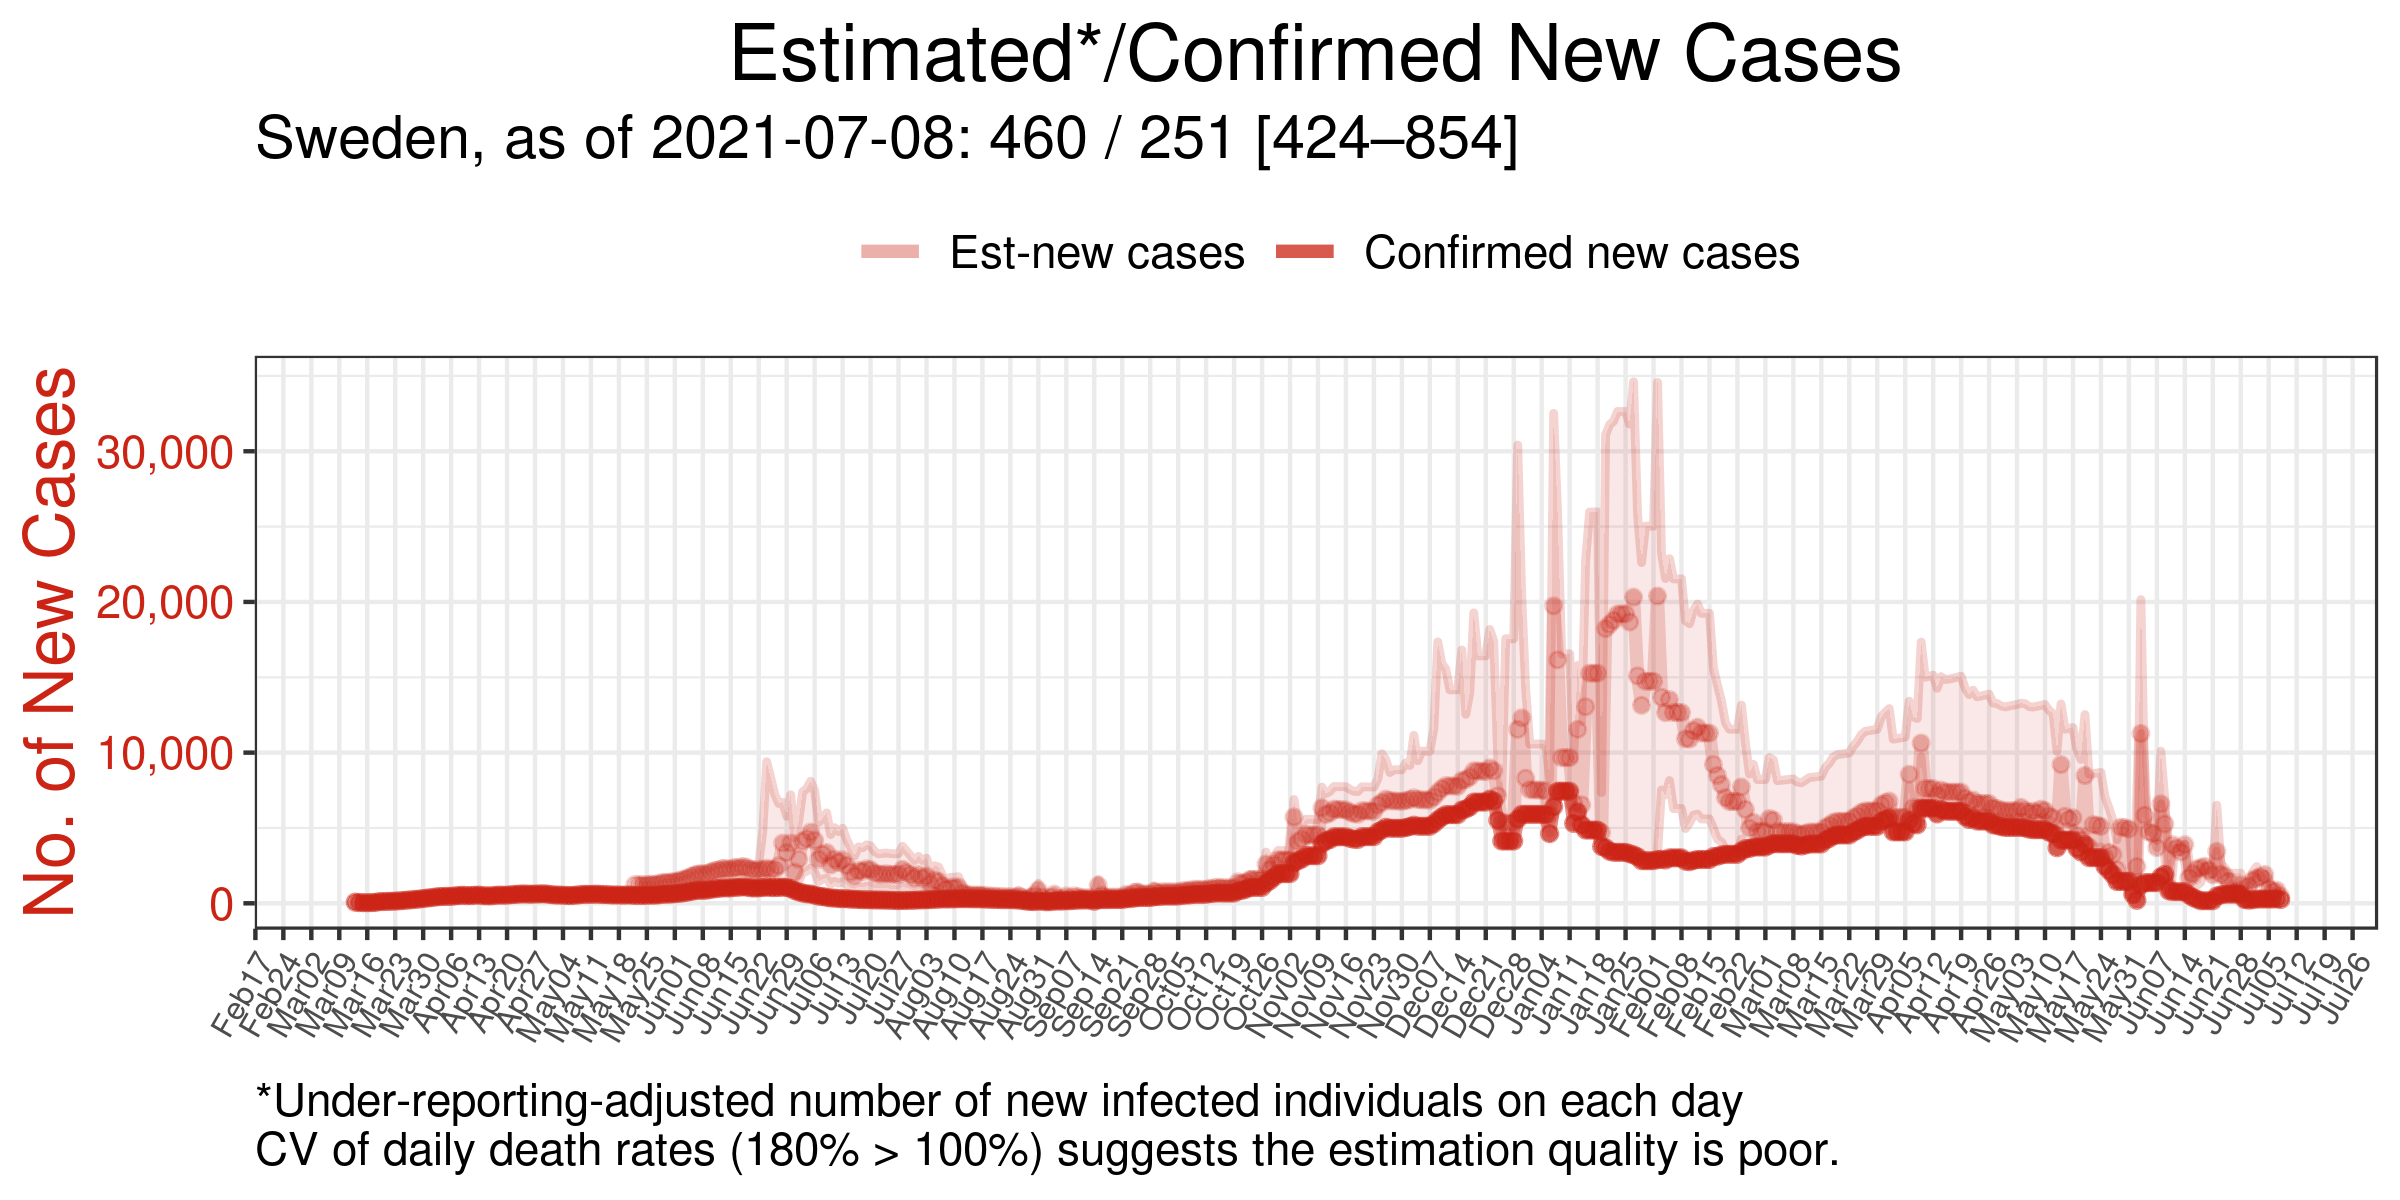 Estimated*/Confirmed New Cases
Sweden, as of 2021-07-08: 460 / 251 [424–854]
Est-new cases Confirmed new cases
No. of New Cases
30,000
20,000
10,000
0
Feb17 Feb24 Mar02 Mar09 Mar16 Mar23 Mar30 Apr06 Apr13 Apr20 Apr27 May04 May11 May18 May25 Jun01 Jun08 Jun15 Jun22 Jun29 Jul06 Jul13 Jul20 Jul27 Aug03 Aug10 Aug17 Aug24 Aug31 Sep07 Sep14 Sep21 Sep28 Oct05 Oct12 Oct19 Oct26 Nov02 Nov09 Nov16 Nov23 Nov30 Dec07 Dec14 Dec21 Dec28 Jan04 Jan11 Jan18 Jan25 Feb01 Feb08 Feb15 Feb22 Mar01 Mar08 Mar15 Mar22 Mar29 Apr05 Apr12 Apr19 Apr26 May03 May10 May17 May24 May31 Jun07 Jun14 Jun21 Jun28 Jul05 Jul12 Jul19 Jul26
*Under-reporting-adjusted number of new infected individuals on each day
CV of daily death rates (180% > 100%) suggests the estimation quality is poor.